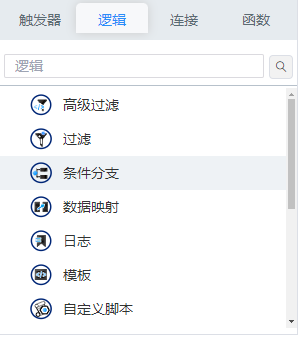 触发器 逻辑 连接 函数
逻辑
高级过滤
过滤
条件分支
数据映射
日志
模板
自定义脚本